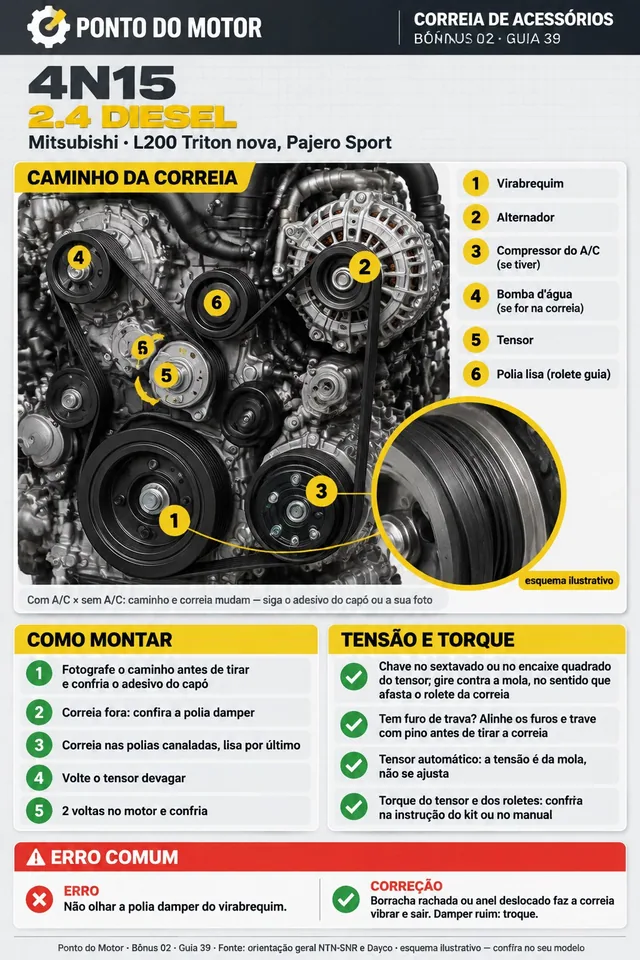 PONTO DO MOTOR
CORREIA DE ACESSÓRIOS
BÔNUS 02 · GUIA 39
4N15
2.4 DIESEL
Mitsubishi · L200 Triton nova, Pajero Sport
CAMINHO DA CORREIA
1 Virabrequim
2 Alternador
3 Compressor do A/C
(se tiver)
4 Bomba d'água
(se for na correia)
5 Tensor
6 Polia lisa (rolete guia)
4
2
6
6
5
3
1
esquema ilustrativo
Com A/C × sem A/C: caminho e correia mudam — siga o adesivo do capó ou a sua foto
COMO MONTAR
1 Fotografe o caminho antes de tirar
e confria o adesivo do capó
2 Correia fora: confira a polia damper
3 Correia nas polias canaladas, lisa por último
4 Volte o tensor devagar
5 2 voltas no motor e confria
TENSÃO E TORQUE
Chave no sextavado ou no encaixe quadrado
do tensor; gire contra a mola, no sentido que
afasta o rolete da correia
Tem furo de trava? Alinhe os furos e trave
com pino antes de tirar a correia
Tensor automático: a tensão é da mola,
não se ajusta
Torque do tensor e dos roletes: confria
na instrução do kit ou no manual
ERRO COMUM
ERRO
Não olhar a polia damper do virabrequim.
CORREÇÃO
Borracha rachada ou anel deslocado faz a correia
vibrar e sair. Damper ruim: troque.
Ponto do Motor · Bônus 02 · Guia 39 · Fonte: orientação geral NTN-SNR e Dayco · esquema ilustrativo — confira no seu modelo